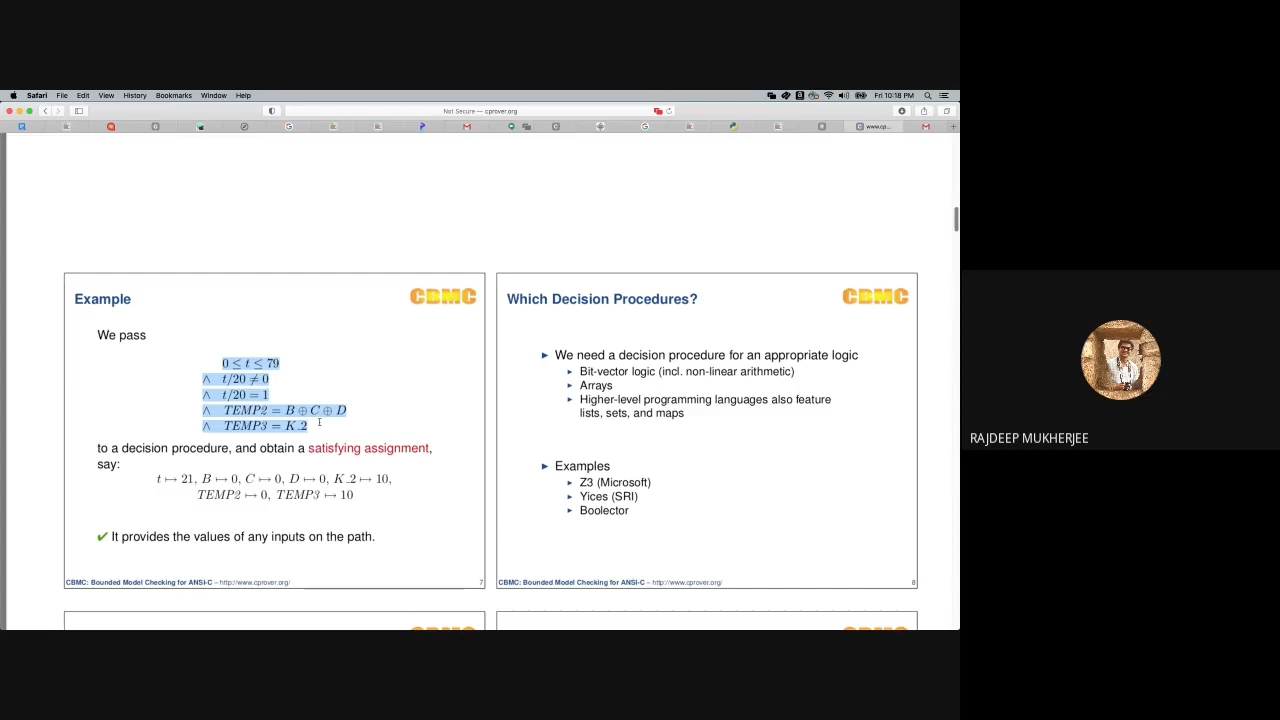 Safari File Edit View History Bookmarks Window Help Fri 10:18 PM
Not Secure — cprover.org
www.cp...
Example
CBMC
We pass
0 ≤ t ≤ 79
∧ t/20 ≠ 0
∧ t/20 = 1
∧ TEMP2 = B ⊕ C ⊕ D
∧ TEMP3 = K_2
to a decision procedure, and obtain a satisfying assignment,
say:
t ↦ 21, B ↦ 0, C ↦ 0, D ↦ 0, K_2 ↦ 10,
TEMP2 ↦ 0, TEMP3 ↦ 10
✔ It provides the values of any inputs on the path.
CBMC: Bounded Model Checking for ANSI-C – http://www.cprover.org/ 7
Which Decision Procedures?
CBMC
► We need a decision procedure for an appropriate logic
► Bit-vector logic (incl. non-linear arithmetic)
► Arrays
► Higher-level programming languages also feature
lists, sets, and maps
► Examples
► Z3 (Microsoft)
► Yices (SRI)
► Boolector
CBMC: Bounded Model Checking for ANSI-C – http://www.cprover.org/ 8
CBMC
CBMC
RAJDEEP MUKHERJEE